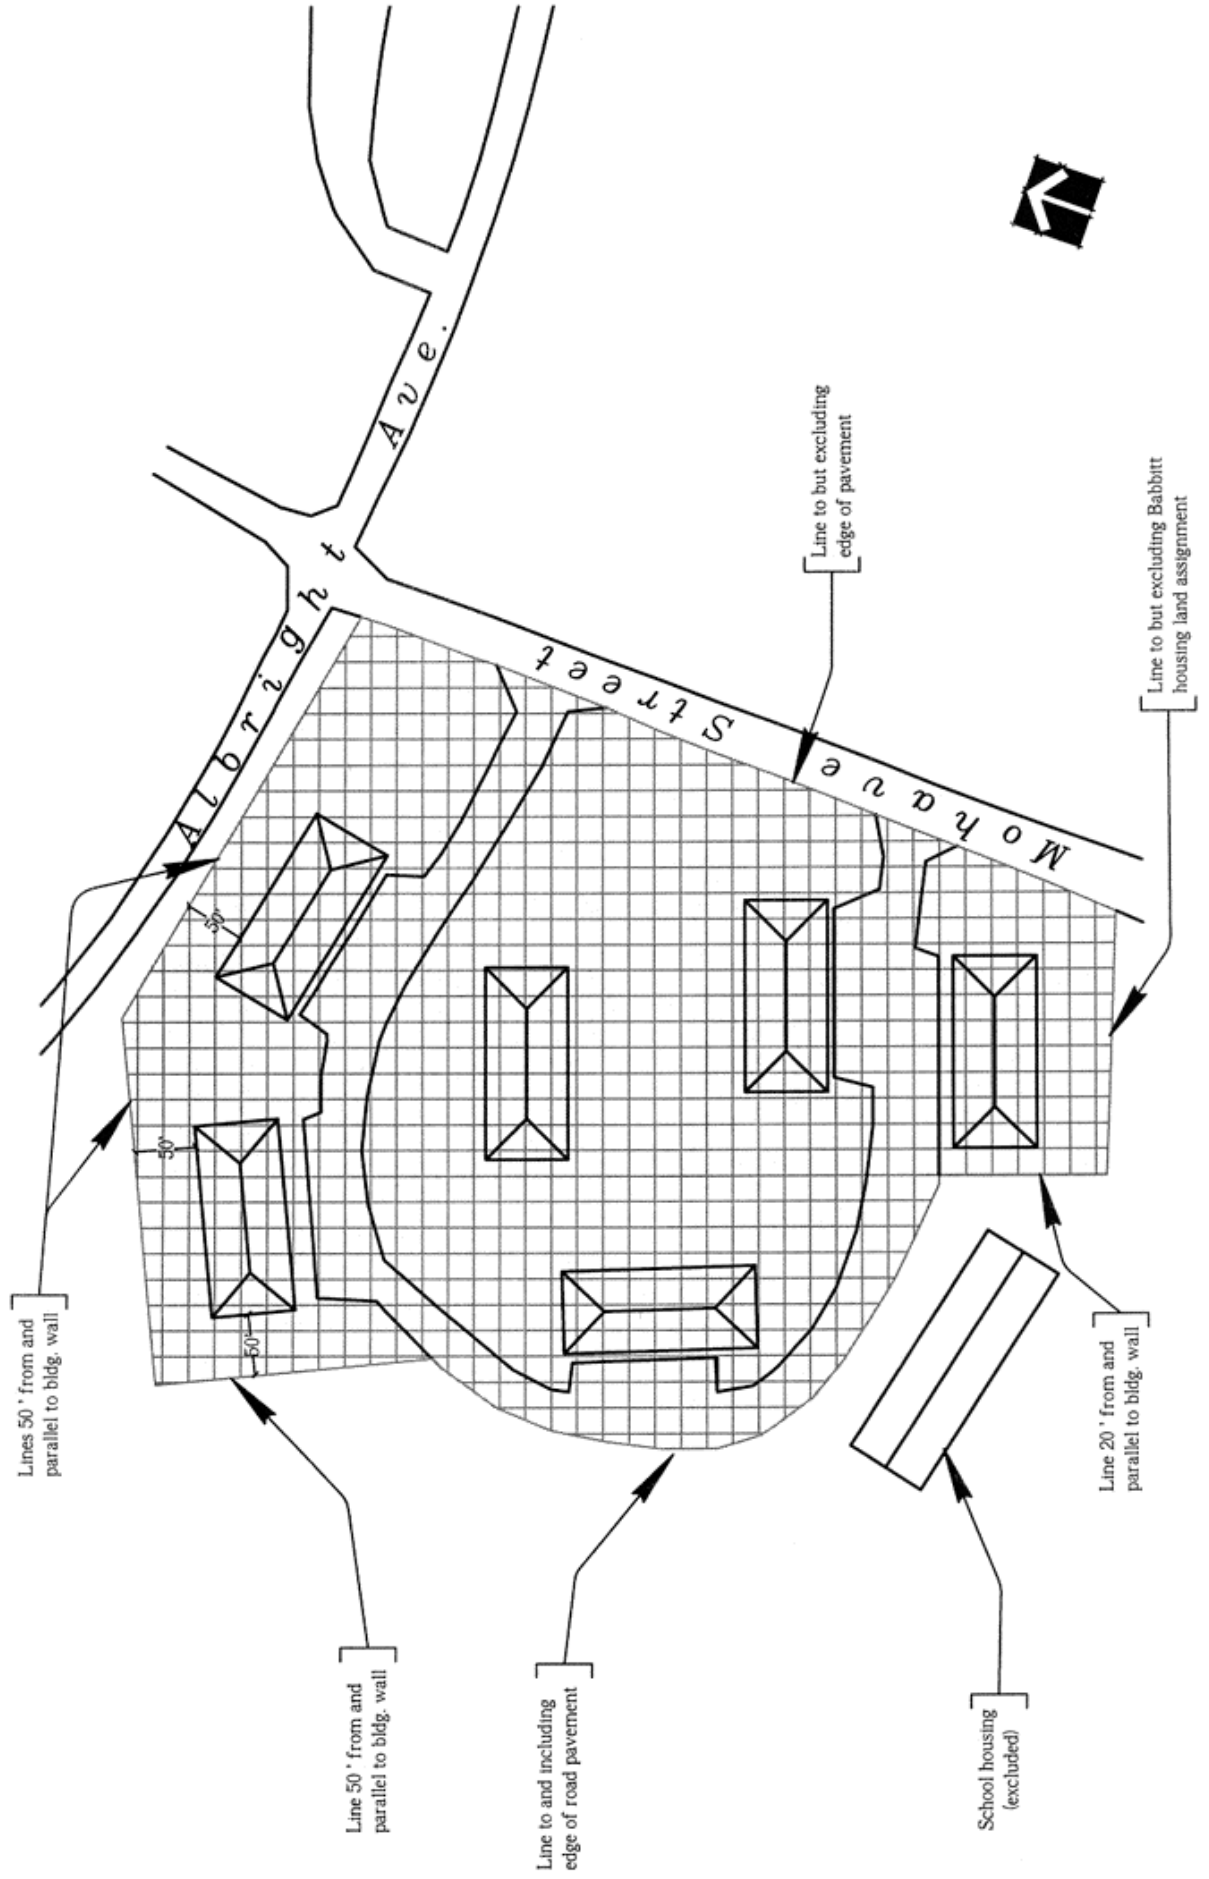 Lines 50 ' from and
parallel to bldg. wall
Line 50 ' from and
parallel to bldg. wall
Line to and including
edge of road pavement
School housing
(excluded)
Line 20 ' from and
parallel to bldg. wall
Line to but excluding Babbitt
housing land assignment
Line to but excluding
edge of pavement
Albright Ave.
Mohave Street
50'
50'
50'